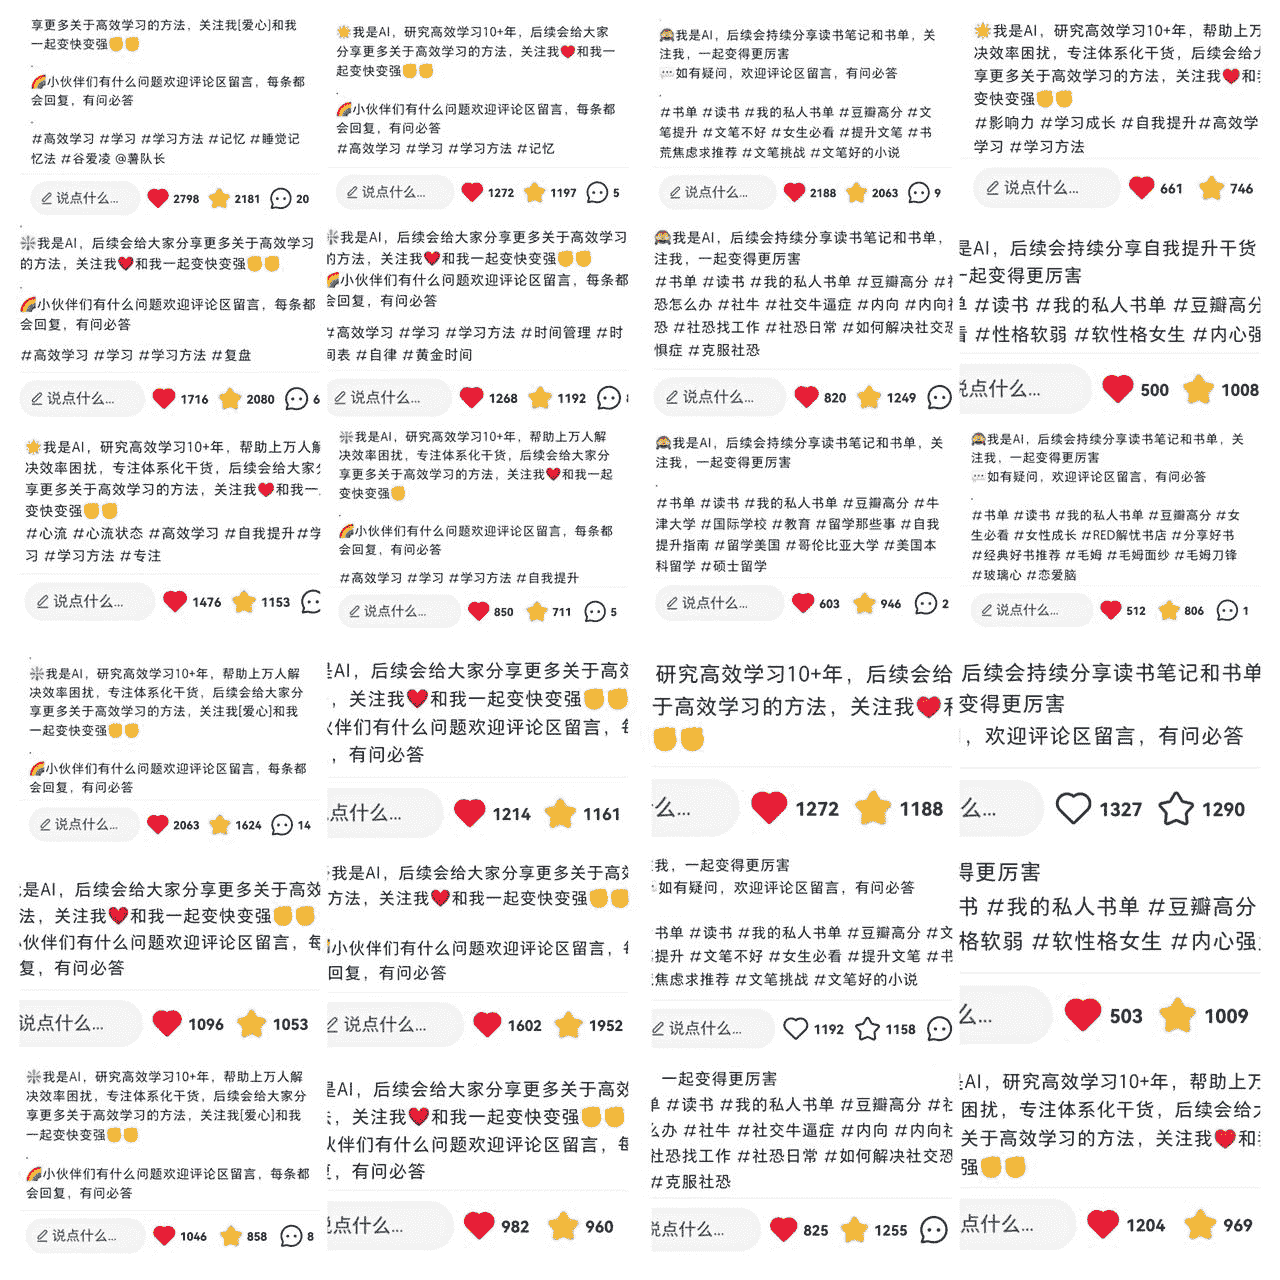 享更多关于高效学习的方法，关注我[爱心]和我
一起变快变强
.
小伙伴们有什么问题欢迎评论区留言，每条都
会回复，有问必答
.
#高效学习 #学习 #学习方法 #记忆 #睡觉记
忆法 #谷爱凌 @薯队长
说点什么... 2798 2181 20
我是AI，研究高效学习10+年，后续会给大家
分享更多关于高效学习的方法，关注我❤和我一
起变快变强
.
小伙伴们有什么问题欢迎评论区留言，每条都
会回复，有问必答
#高效学习 #学习 #学习方法 #记忆
说点什么... 1272 1197 5
我是AI，后续会持续分享读书笔记和书单，关
注我，一起变得更厉害
如有疑问，欢迎评论区留言，有问必答
.
#书单 #读书 #我的私人书单 #豆瓣高分 #文
笔提升 #文笔不好 #女生必看 #提升文笔 #书
荒焦虑求推荐 #文笔挑战 #文笔好的小说
说点什么... 2188 2063 9
我是AI，研究高效学习10+年，帮助上万
决效率困扰，专注体系化干货，后续会给
享更多关于高效学习的方法，关注我❤和
变快变强
#影响力 #学习成长 #自我提升#高效学
学习 #学习方法
说点什么... 661 746
.
我是AI，后续会给大家分享更多关于高效学习
的方法，关注我❤和我一起变快变强
.
小伙伴们有什么问题欢迎评论区留言，每条都
会回复，有问必答
#高效学习 #学习 #学习方法 #复盘
说点什么... 1716 2080 6
我是AI，后续会给大家分享更多关于高效学习
的方法，关注我❤和我一起变快变强
小伙伴们有什么问题欢迎评论区留言，每条都
会回复，有问必答
#高效学习 #学习 #学习方法 #时间管理 #时
间表 #自律 #黄金时间
说点什么... 1268 1192
我是AI，后续会持续分享读书笔记和书单，
注我，一起变得更厉害
#书单 #读书 #我的私人书单 #豆瓣高分 #
恐怎么办 #社牛 #社交牛逼症 #内向 #内向
恐 #社恐找工作 #社恐日常 #如何解决社交恐
惧症 #克服社恐
说点什么... 820 1249
是AI，后续会持续分享自我提升干货
一起变得更厉害
单 #读书 #我的私人书单 #豆瓣高分
看 #性格软弱 #软性格女生 #内心强
说点什么... 500 1008
我是AI，研究高效学习10+年，帮助上万人解
决效率困扰，专注体系化干货，后续会给大家
享更多关于高效学习的方法，关注我❤和我一
变快变强
#心流 #心流状态 #高效学习 #自我提升#学
习 #学习方法 #专注
说点什么... 1476 1153
我是AI，研究高效学习10+年，帮助上万人解
决效率困扰，专注体系化干货，后续会给大家分
享更多关于高效学习的方法，关注我❤和我一起
变快变强
.
小伙伴们有什么问题欢迎评论区留言，每条都
会回复，有问必答
#高效学习 #学习 #学习方法 #自我提升
说点什么... 850 711 5
我是AI，后续会持续分享读书笔记和书单，关
注我，一起变得更厉害
.
#书单 #读书 #我的私人书单 #豆瓣高分 #牛
津大学 #国际学校 #教育 #留学那些事 #自我
提升指南 #留学美国 #哥伦比亚大学 #美国本
科留学 #硕士留学
说点什么... 603 946 2
我是AI，后续会持续分享读书笔记和书单，关
注我，一起变得更厉害
如有疑问，欢迎评论区留言，有问必答
.
#书单 #读书 #我的私人书单 #豆瓣高分 #女
生必看 #女性成长 #RED解忧书店 #分享好书
#经典好书推荐 #毛姆 #毛姆面纱 #毛姆刀锋
#玻璃心 #恋爱脑
说点什么... 512 806 1
.
我是AI，研究高效学习10+年，帮助上万人解
决效率困扰，专注体系化干货，后续会给大家分
享更多关于高效学习的方法，关注我[爱心]和我
一起变快变强
.
小伙伴们有什么问题欢迎评论区留言，每条都
会回复，有问必答
说点什么... 2063 1624 14
是AI，后续会给大家分享更多关于高效
，关注我❤和我一起变快变强
伙伴们有什么问题欢迎评论区留言，每
，有问必答
点什么... 1214 1161
研究高效学习10+年，后续会给
于高效学习的方法，关注我❤和
什么... 1272 1188
后续会持续分享读书笔记和书单
变得更厉害
，欢迎评论区留言，有问必答
么... 1327 1290
我是AI，后续会给大家分享更多关于高效
法，关注我❤和我一起变快变强
小伙伴们有什么问题欢迎评论区留言，每
复，有问必答
说点什么... 1096 1053
我是AI，后续会给大家分享更多关于高效
方法，关注我❤和我一起变快变强
小伙伴们有什么问题欢迎评论区留言，每
回复，有问必答
说点什么... 1602 1952
注我，一起变得更厉害
如有疑问，欢迎评论区留言，有问必答
书单 #读书 #我的私人书单 #豆瓣高分 #文
笔提升 #文笔不好 #女生必看 #提升文笔 #书
荒焦虑求推荐 #文笔挑战 #文笔好的小说
说点什么... 1192 1158
得更厉害
书 #我的私人书单 #豆瓣高分
格软弱 #软性格女生 #内心强
么... 503 1009
我是AI，研究高效学习10+年，帮助上万人解
决效率困扰，专注体系化干货，后续会给大家分
享更多关于高效学习的方法，关注我[爱心]和我
一起变快变强
.
小伙伴们有什么问题欢迎评论区留言，每条都
会回复，有问必答
说点什么... 1046 858 8
是AI，后续会给大家分享更多关于高效
法，关注我❤和我一起变快变强
伙伴们有什么问题欢迎评论区留言，每
复，有问必答
说点什么... 982 960
一起变得更厉害
单 #读书 #我的私人书单 #豆瓣高分 #社
么办 #社牛 #社交牛逼症 #内向 #内向社
社恐找工作 #社恐日常 #如何解决社交恐
#克服社恐
说点什么... 825 1255
是AI，研究高效学习10+年，帮助上万
困扰，专注体系化干货，后续会给
关于高效学习的方法，关注我❤和
强
点什么... 1204 969